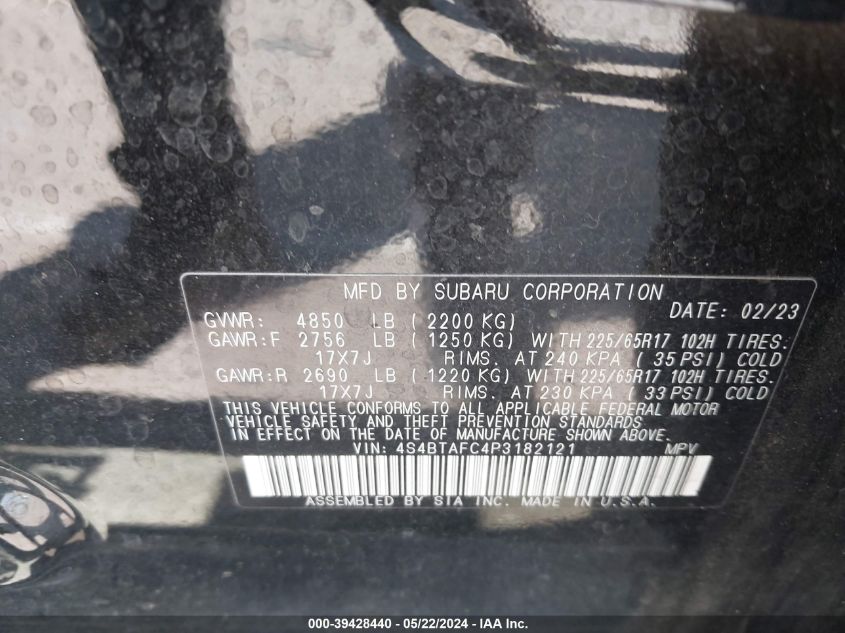 MFD BY SUBARU CORPORATION
DATE: 02/23
GVWR: 4850 LB ( 2200 KG)
GAWR:F 2756 LB ( 1250 KG) WITH 225/65R17 102H TIRES.
17X7J RIMS. AT 240 KPA ( 35 PSI) COLD
GAWR:R 2690 LB ( 1220 KG) WITH 225/65R17 102H TIRES.
17X7J RIMS. AT 230 KPA ( 33 PSI) COLD
THIS VEHICLE CONFORMS TO ALL APPLICABLE FEDERAL MOTOR
VEHICLE SAFETY AND THEFT PREVENTION STANDARDS
IN EFFECT ON THE DATE OF MANUFACTURE SHOWN ABOVE.
VIN: 4S4BTAFC4P3182121 MPV
ASSEMBLED BY SIA INC. MADE IN U.S.A.
000-39428440 - 05/22/2024 - IAA Inc.